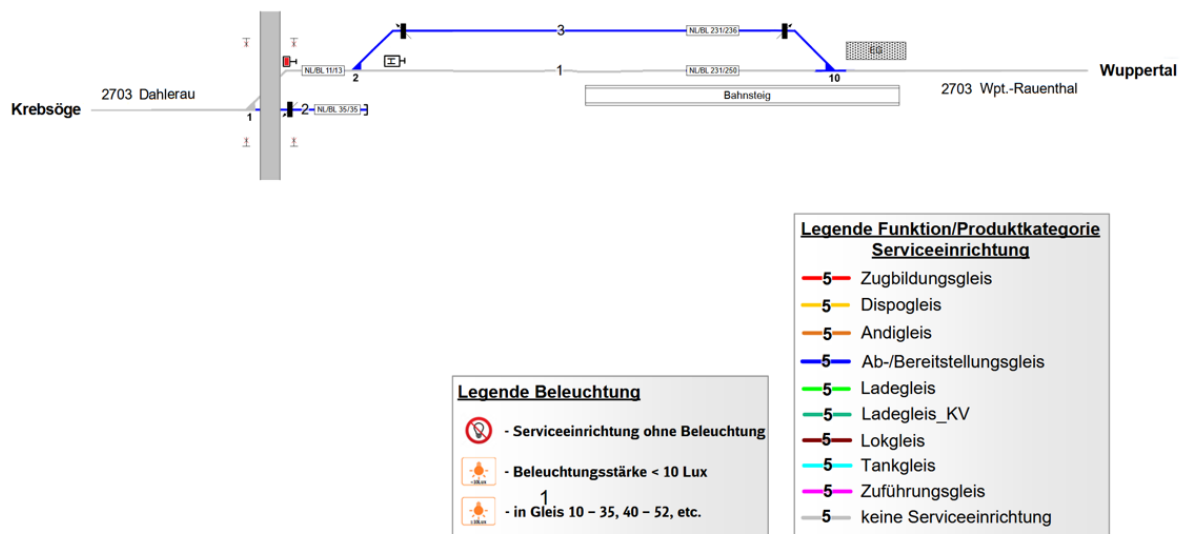 3
NL/BL 231/236
EG
NL/BL 11/13
2
1
NL/BL 231/250
10
Wuppertal
2703 Dahlerau
2703 Wpt.-Rauenthal
Krebsöge
Bahnsteig
1
2
NL/BL 35/35
Legende Funktion/Produktkategorie
Serviceeinrichtung
5 Zugbildungsgleis
5 Dispogleis
5 Andigleis
5 Ab-/Bereitstellungsgleis
5 Ladegleis
5 Ladegleis_KV
5 Lokgleis
5 Tankgleis
5 Zuführungsgleis
5 keine Serviceeinrichtung
Legende Beleuchtung
- Serviceeinrichtung ohne Beleuchtung
- Beleuchtungsstärke < 10 Lux
1
- in Gleis 10 – 35, 40 – 52, etc.